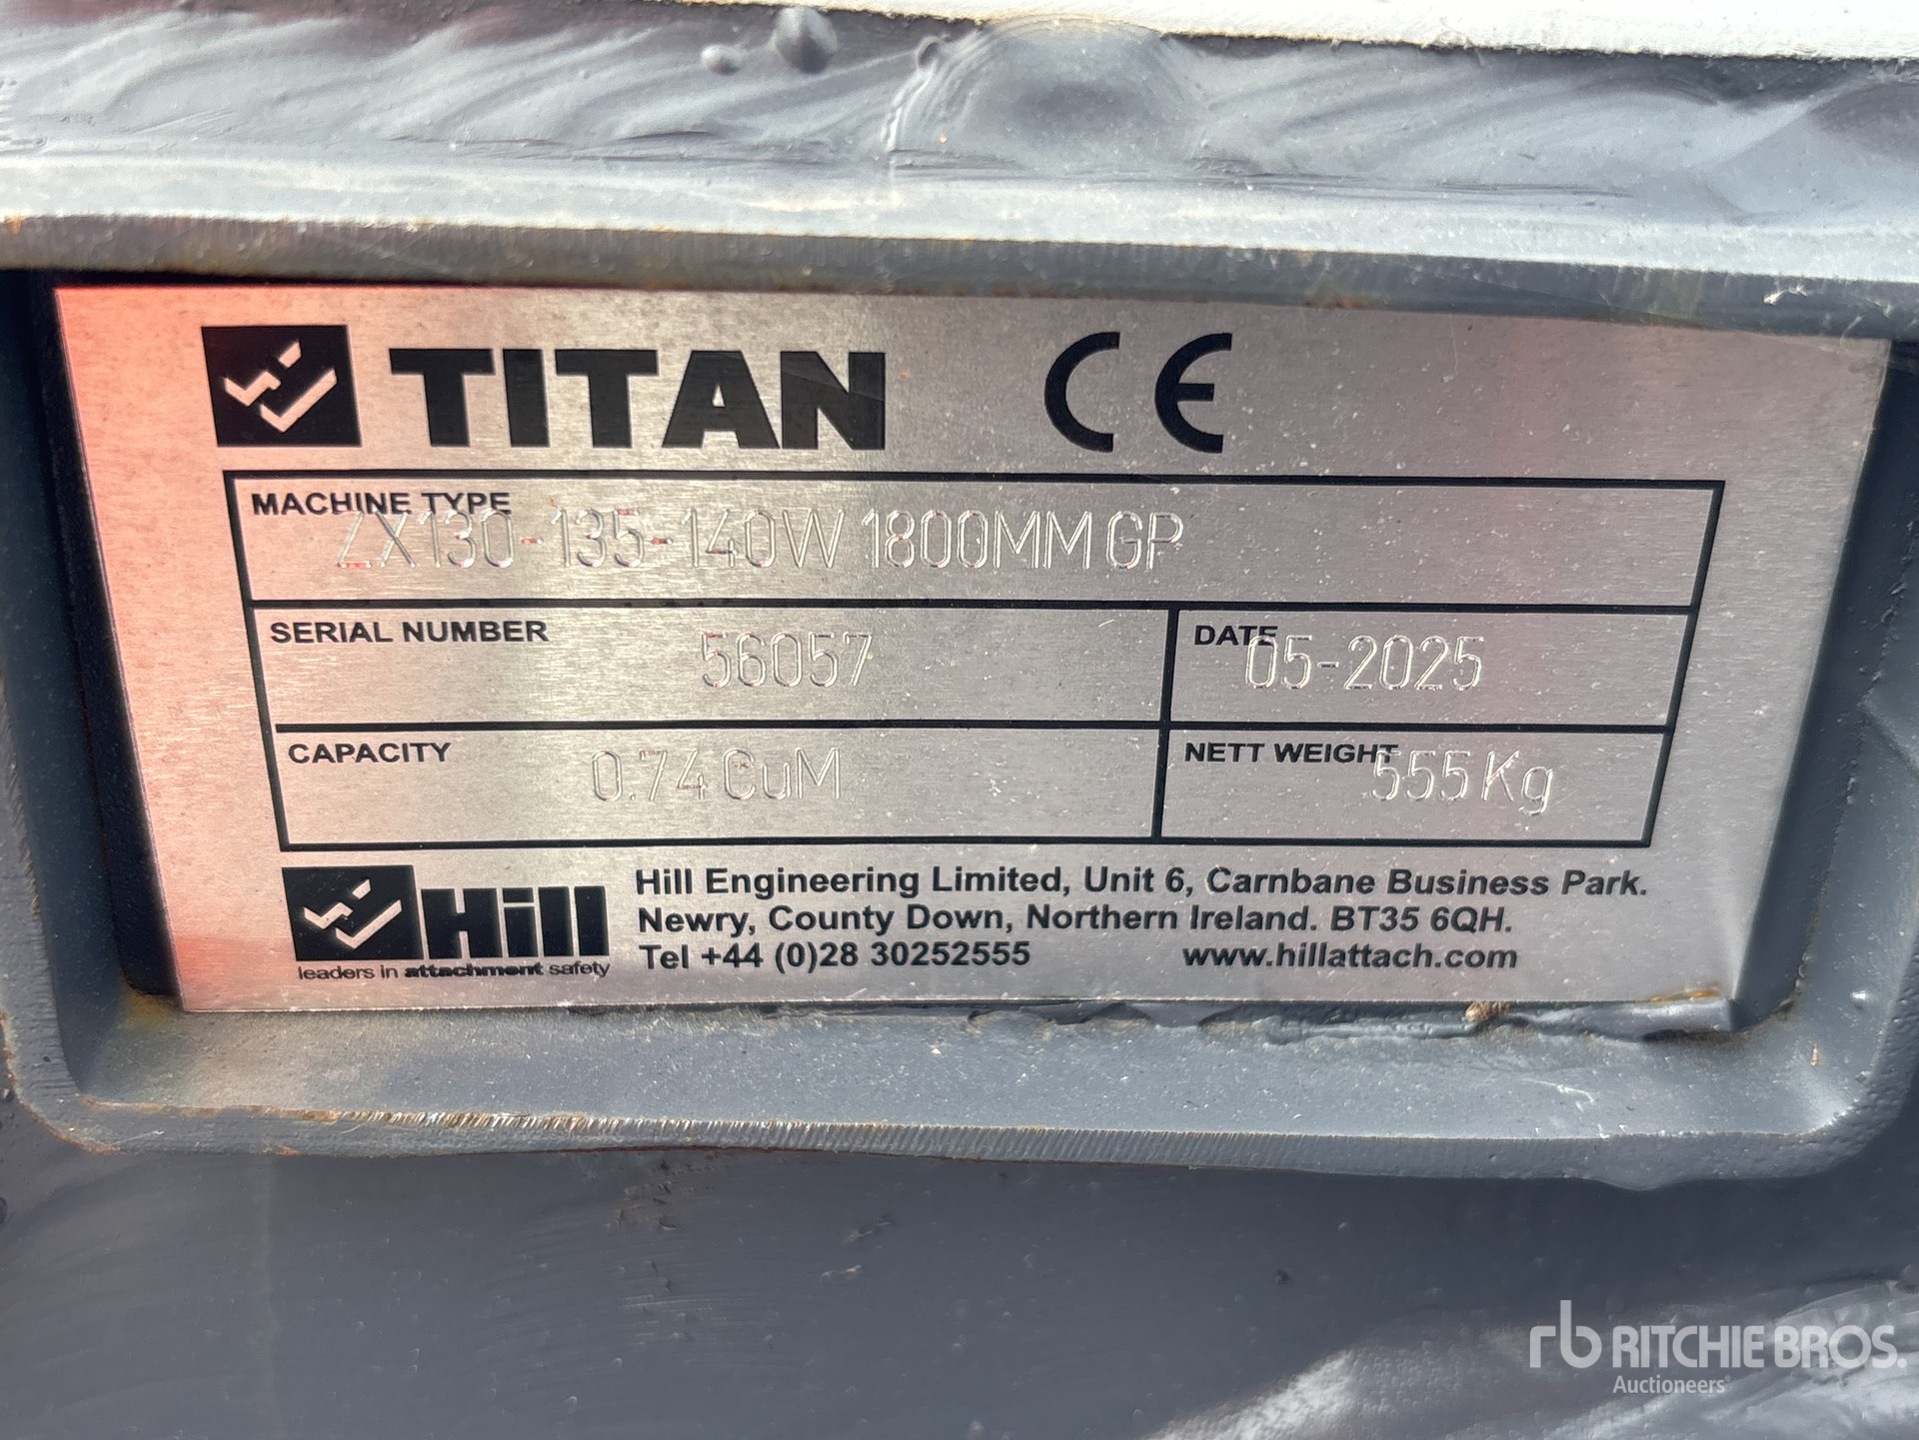 TITAN CE
MACHINE TYPE ZX130-135-140W 1800MM GP
SERIAL NUMBER 56057 DATE 05-2025
CAPACITY 0.74 CuM NETT WEIGHT 555Kg
Hill
leaders in attachment safety
Hill Engineering Limited, Unit 6, Carnbane Business Park.
Newry, County Down, Northern Ireland. BT35 6QH.
Tel +44 (0)28 30252555 www.hillattach.com
rb RITCHIE BROS.
Auctioneers